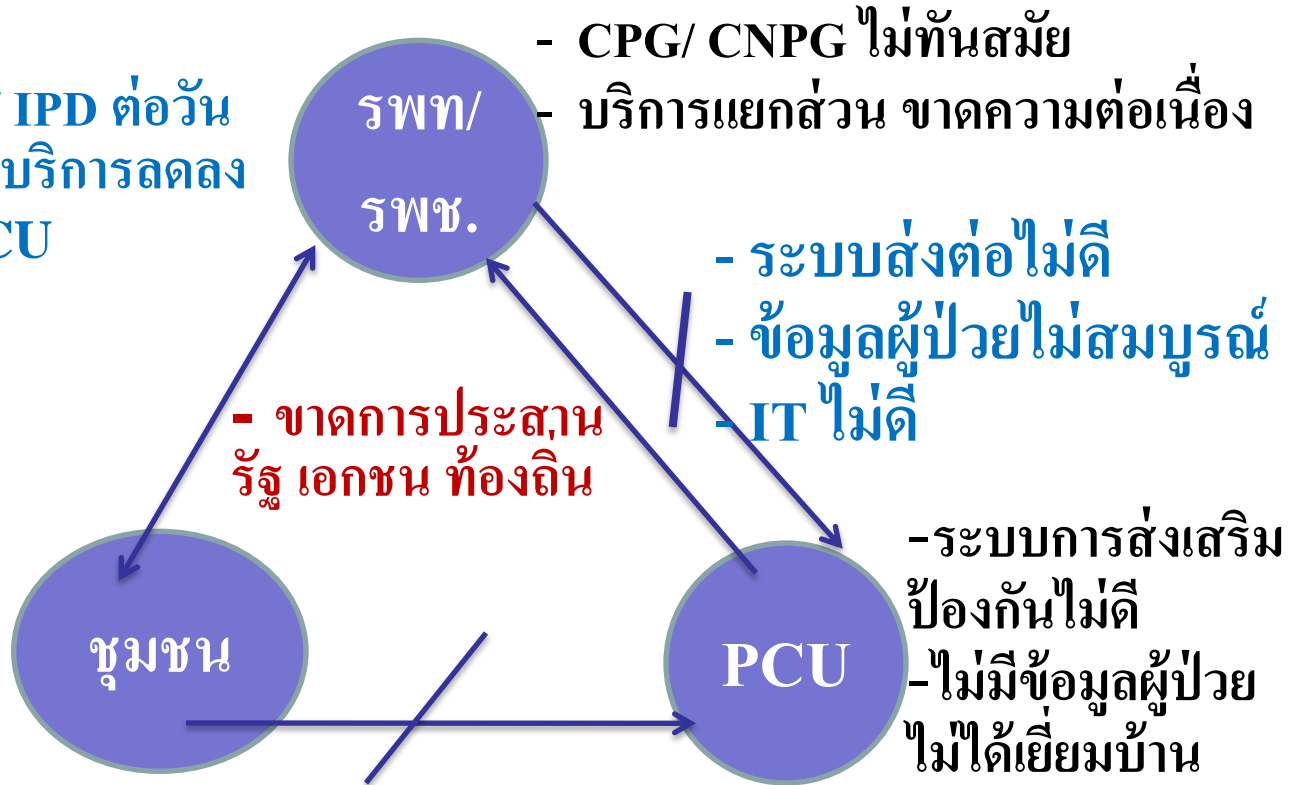 - CPG/ CNPG ไม่ทันสมัย
- บริการแยกส่วน ขาดความต่อเนื่อง
IPD ต่อวัน
บริการลดลง
CU
รพท/
รพช.
- ระบบส่งต่อไม่ดี
- ข้อมูลผู้ป่วยไม่สมบูรณ์
- IT ไม่ดี
- ขาดการประสาน
รัฐ เอกชน ท้องถิ่น
ชุมชน
PCU
-ระบบการส่งเสริม
ป้องกันไม่ดี
-ไม่มีข้อมูลผู้ป่วย
ไม่ได้เยี่ยมบ้าน